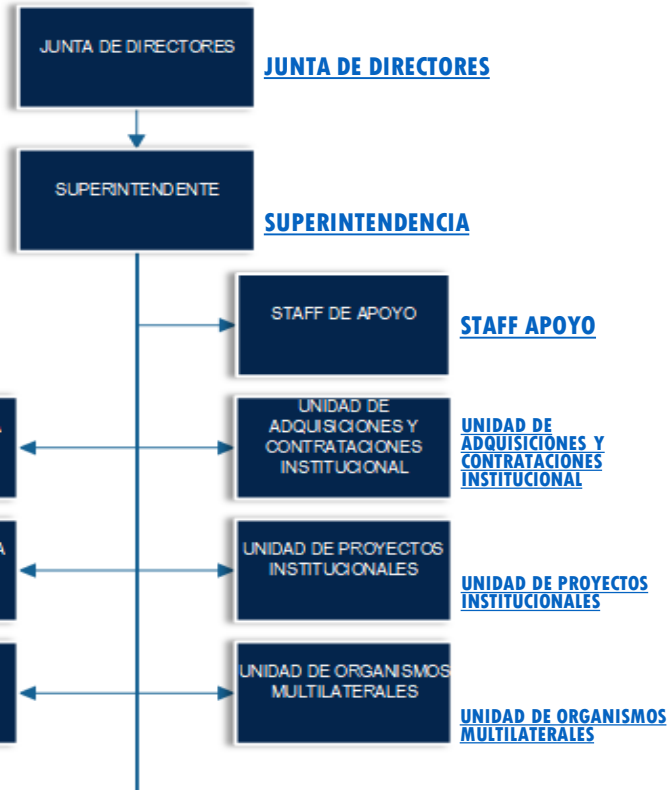 JUNTA DE DIRECTORES
JUNTA DE DIRECTORES
SUPERINTENDENTE
SUPERINTENDENCIA
STAFF DE APOYO
STAFF APOYO
UNIDAD DE
ADQUISICIONES Y
CONTRATACIONES
INSTITUCIONAL
UNIDAD DE
ADQUISICIONES Y
CONTRATACIONES
INSTITUCIONAL
UNIDAD DE PROYECTOS
INSTITUCIONALES
UNIDAD DE PROYECTOS
INSTITUCIONALES
UNIDAD DE ORGANISMOS
MULTILATERALES
UNIDAD DE ORGANISMOS
MULTILATERALES